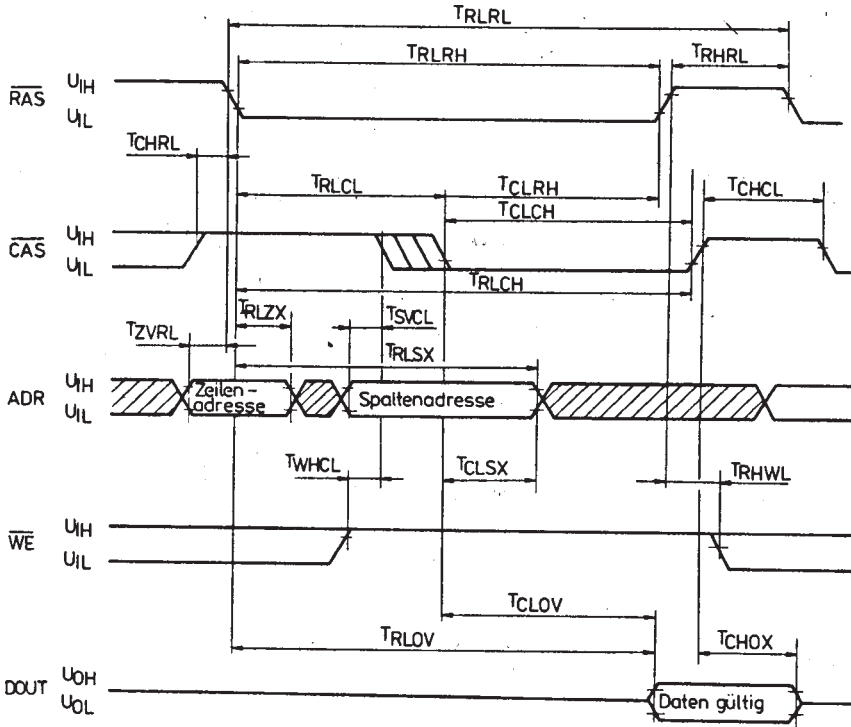 TRLRL
TRLRH
TRHRL
RAS
UIH
UIL
TCHRL
TRLCL
TCLRH
TCHCL
TCLCH
CAS
UIH
UIL
TRLCH
TRLZX
TSVCL
TZVRL
TRLSX
ADR
UIH
UIL
Zeilen-
adresse
Spaltenadresse
TWHCL
TCLSX
TRHWL
WE
UIH
UIL
TCLOV
TRLOV
TCHOX
DOUT
UOH
UOL
Daten gültig